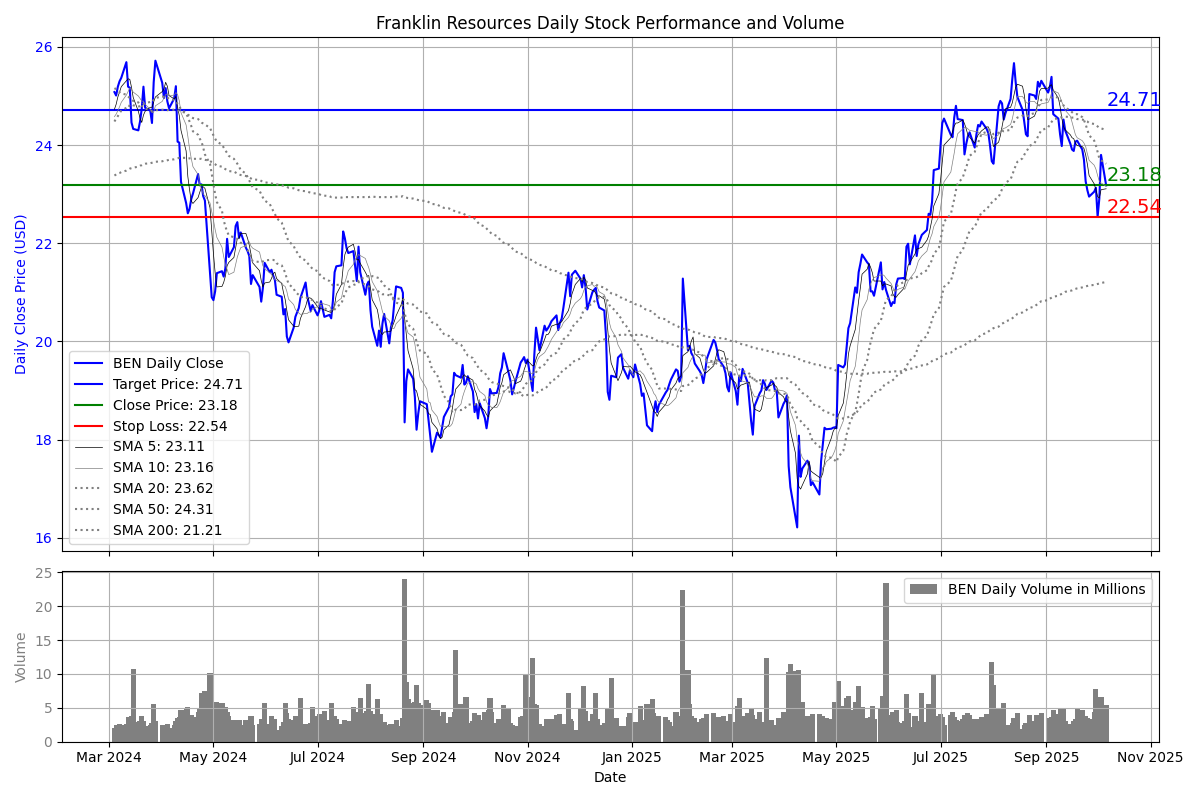 Franklin Resources Daily Stock Performance and Volume
26
24
22
20
18
16
Daily Close Price (USD)
24.71
23.18
22.54
BEN Daily Close
Target Price: 24.71
Close Price: 23.18
Stop Loss: 22.54
SMA 5: 23.11
SMA 10: 23.16
SMA 20: 23.62
SMA 50: 24.31
SMA 200: 21.21
25
20
15
10
5
0
Volume
BEN Daily Volume in Millions
Mar 2024 May 2024 Jul 2024 Sep 2024 Nov 2024 Jan 2025 Mar 2025 May 2025 Jul 2025 Sep 2025 Nov 2025
Date